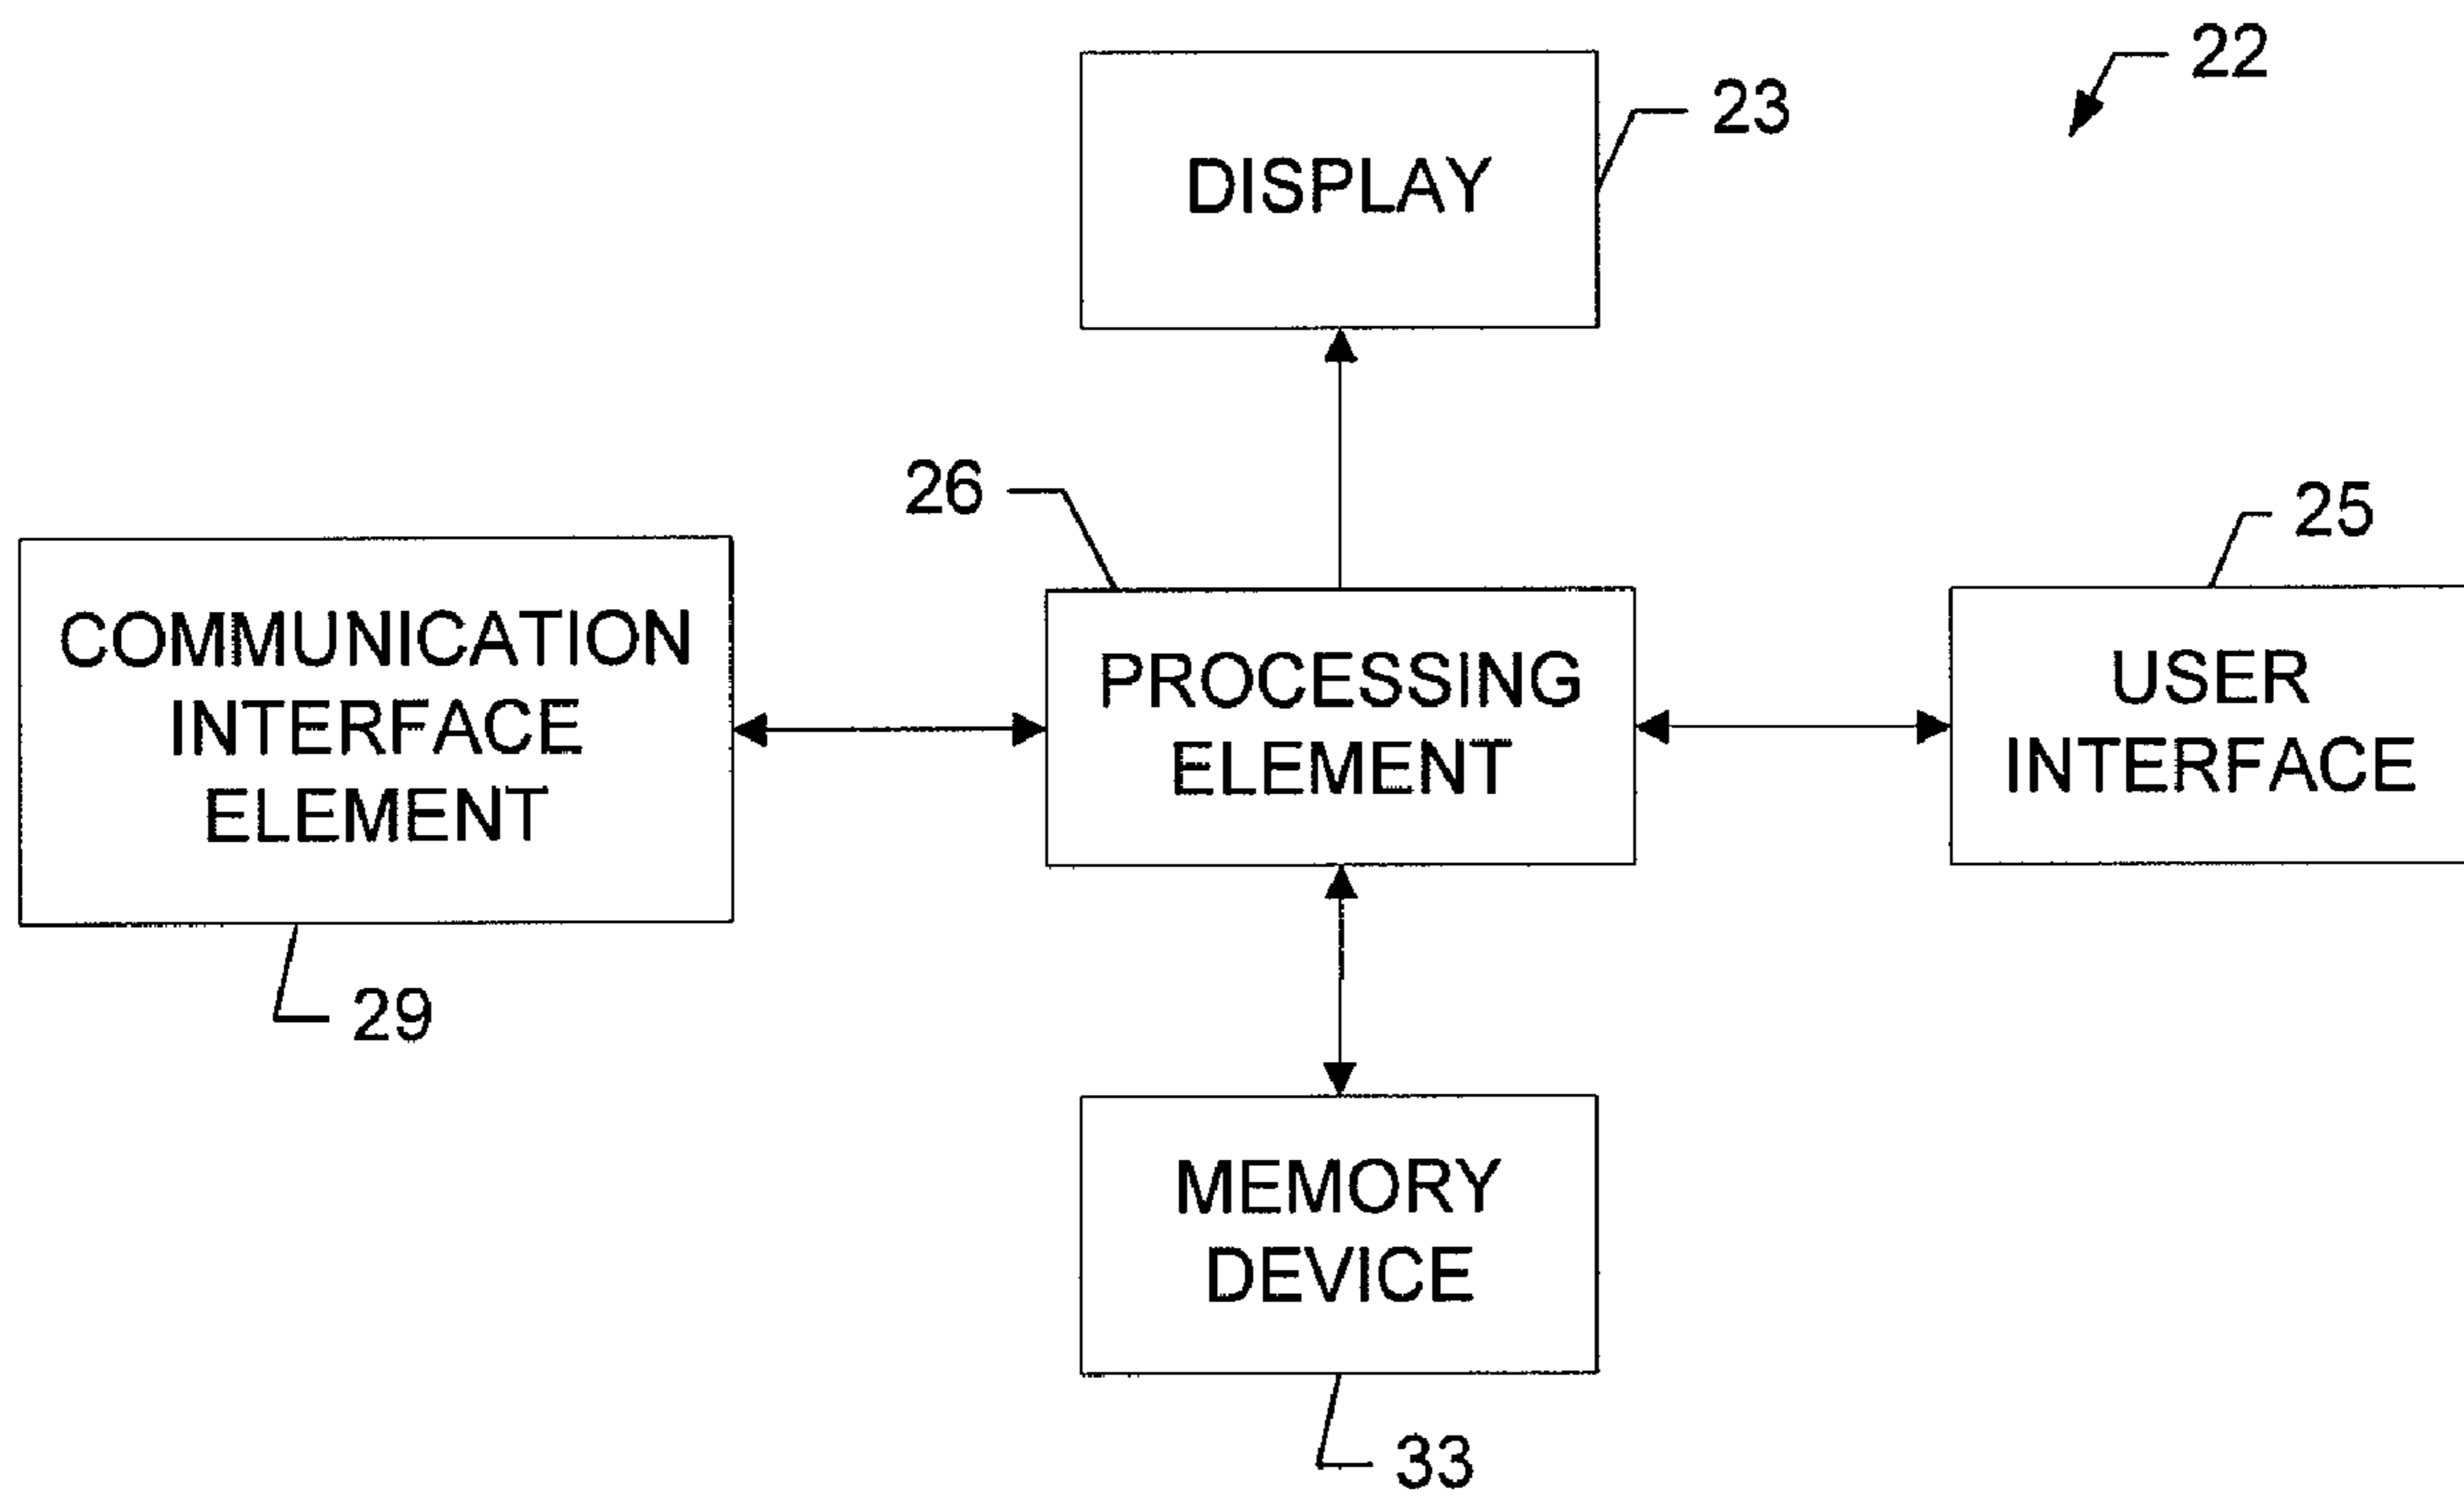 22
23
DISPLAY
26
25
COMMUNICATION
INTERFACE
ELEMENT
PROCESSING
ELEMENT
USER
INTERFACE
29
MEMORY
DEVICE
33